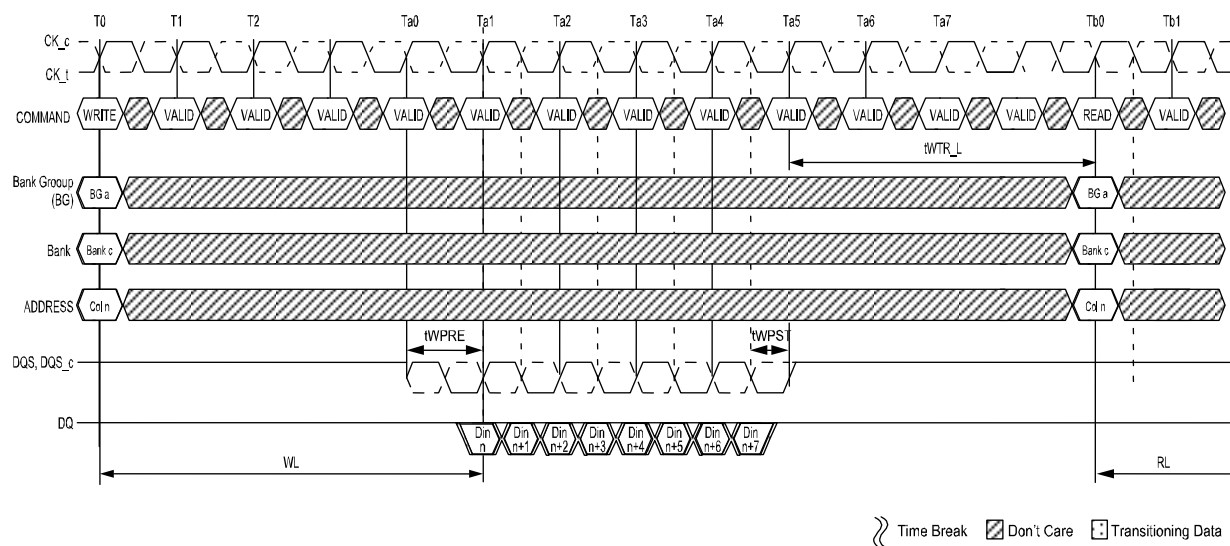 T0 T1 T2 Ta0 Ta1 Ta2 Ta3 Ta4 Ta5 Ta6 Ta7 Tb0 Tb1
CK_c
CK_t
COMMAND WRITE VALID VALID VALID VALID VALID VALID VALID VALID VALID VALID VALID VALID READ VALID
tWTR_L
Bank Grooup
(BG) BG a BG a
Bank Bank c Bank c
ADDRESS Col n Col n
tWPRE tWPST
DQS, DQS_c
DQ Din n Din n+1 Din n+2 Din n+3 Din n+4 Din n+5 Din n+6 Din n+7
WL RL
Time Break Don't Care Transitioning Data